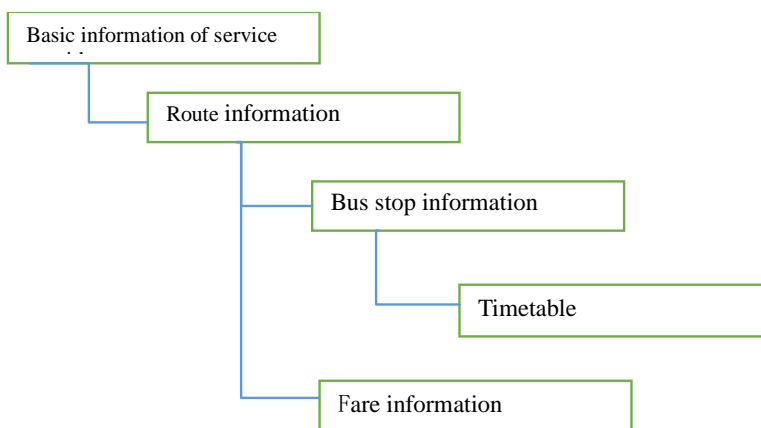 Basic information of service
Route information
Bus stop information
Timetable
Fare information